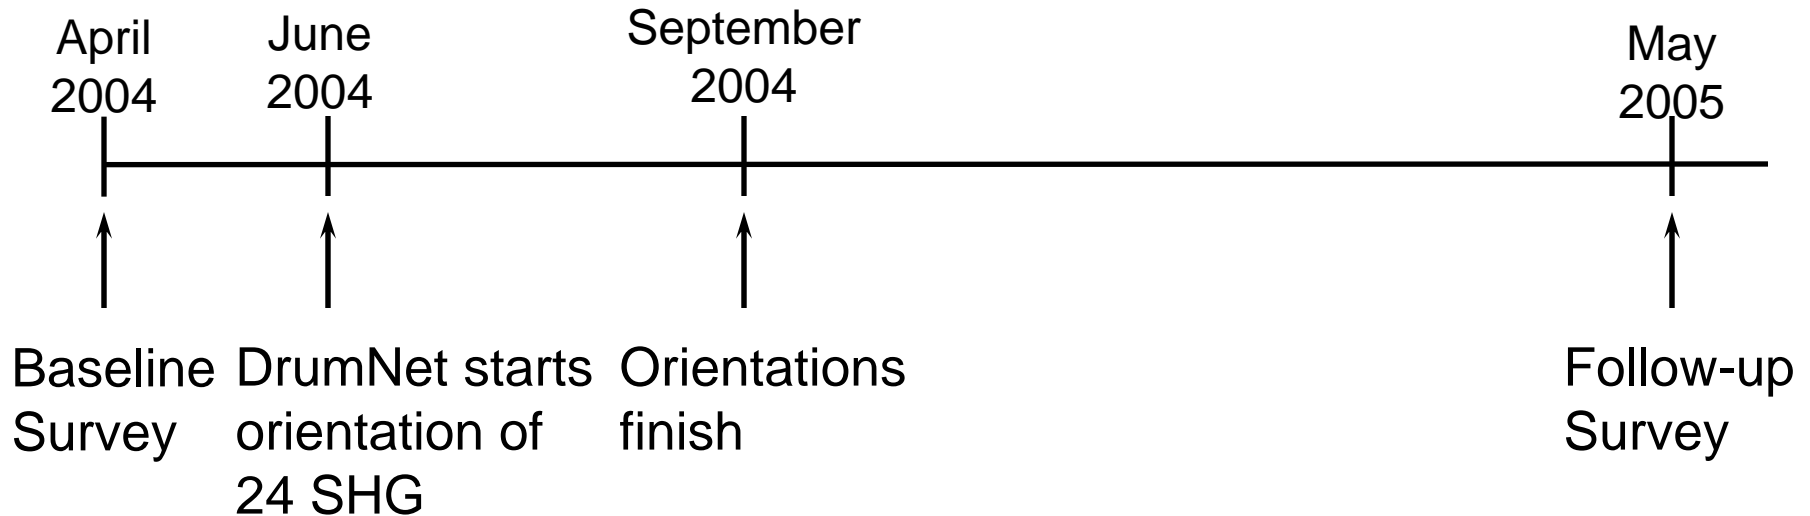 April
2004
June
2004
September
2004
May
2005
Baseline
Survey
DrumNet starts
orientation of
24 SHG
Orientations
finish
Follow-up
Survey